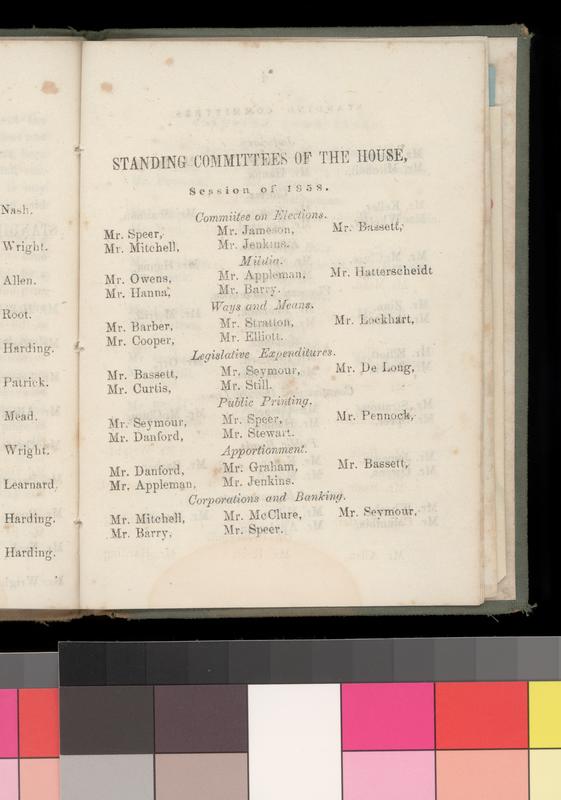 Nash.
Wright.
Allen.
Root.
Harding.
Patrick.
Mead.
Wright.
Learnard.
Harding.
Harding.
STANDING COMMITTEES OF THE HOUSE,
Session of 1858.
Commiitee on Elections.
Mr. Speer, Mr. Jameson, Mr. Bassett,
Mr. Mitchell, Mr. Jenkins.
Militia.
Mr. Owens, Mr. Appleman, Mr. Hatterscheidt
Mr. Hanna, Mr. Barry.
Ways and Means.
Mr. Barber, Mr. Stratton, Mr. Lockhart,
Mr. Cooper, Mr. Elliott.
Legislative Expenditures.
Mr. Bassett, Mr. Seymour, Mr. De Long,
Mr. Curtis, Mr. Still.
Public Printing.
Mr. Seymour, Mr. Speer, Mr. Pennock,
Mr. Danford, Mr. Stewart.
Apportionment.
Mr. Danford, Mr. Graham, Mr. Bassett,
Mr. Appleman, Mr. Jenkins.
Corporations and Banking.
Mr. Mitchell, Mr. McClure, Mr. Seymour,
Mr. Barry, Mr. Speer.